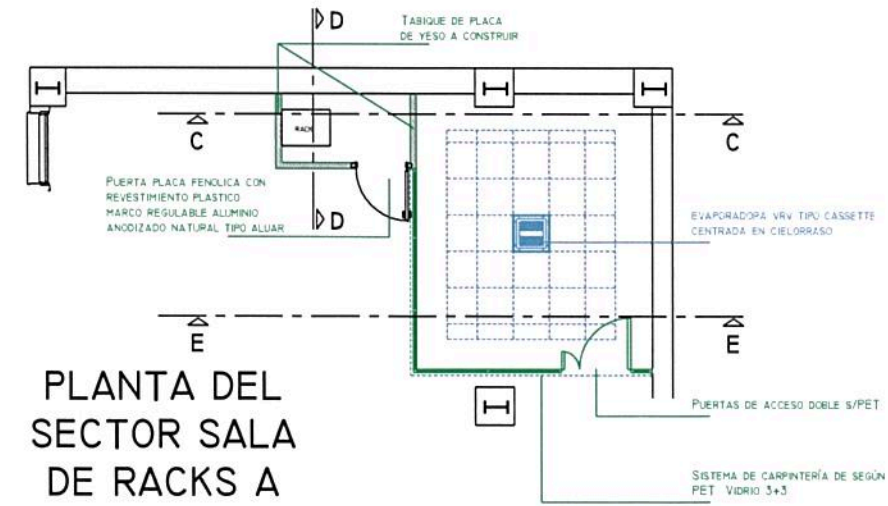 D
TABIQUE DE PLACA
DE YESO A CONSTRUIR
C
C
RACK
PUERTA PLACA FENOLICA CON
REVESTIMIENTO PLASTICO
MARCO REGULABLE ALUMINIO
ANODIZADO NATURAL TIPO ALUAR
D
EVAPORADORA VRV TIPO CASSETTE
CENTRADA EN CIELORRASO
E
E
PLANTA DEL
SECTOR SALA
DE RACKS A
PUERTAS DE ACCESO DOBLE S/PET
SISTEMA DE CARPINTERÍA DE SEGÚN
PET VIDRIO 3+3